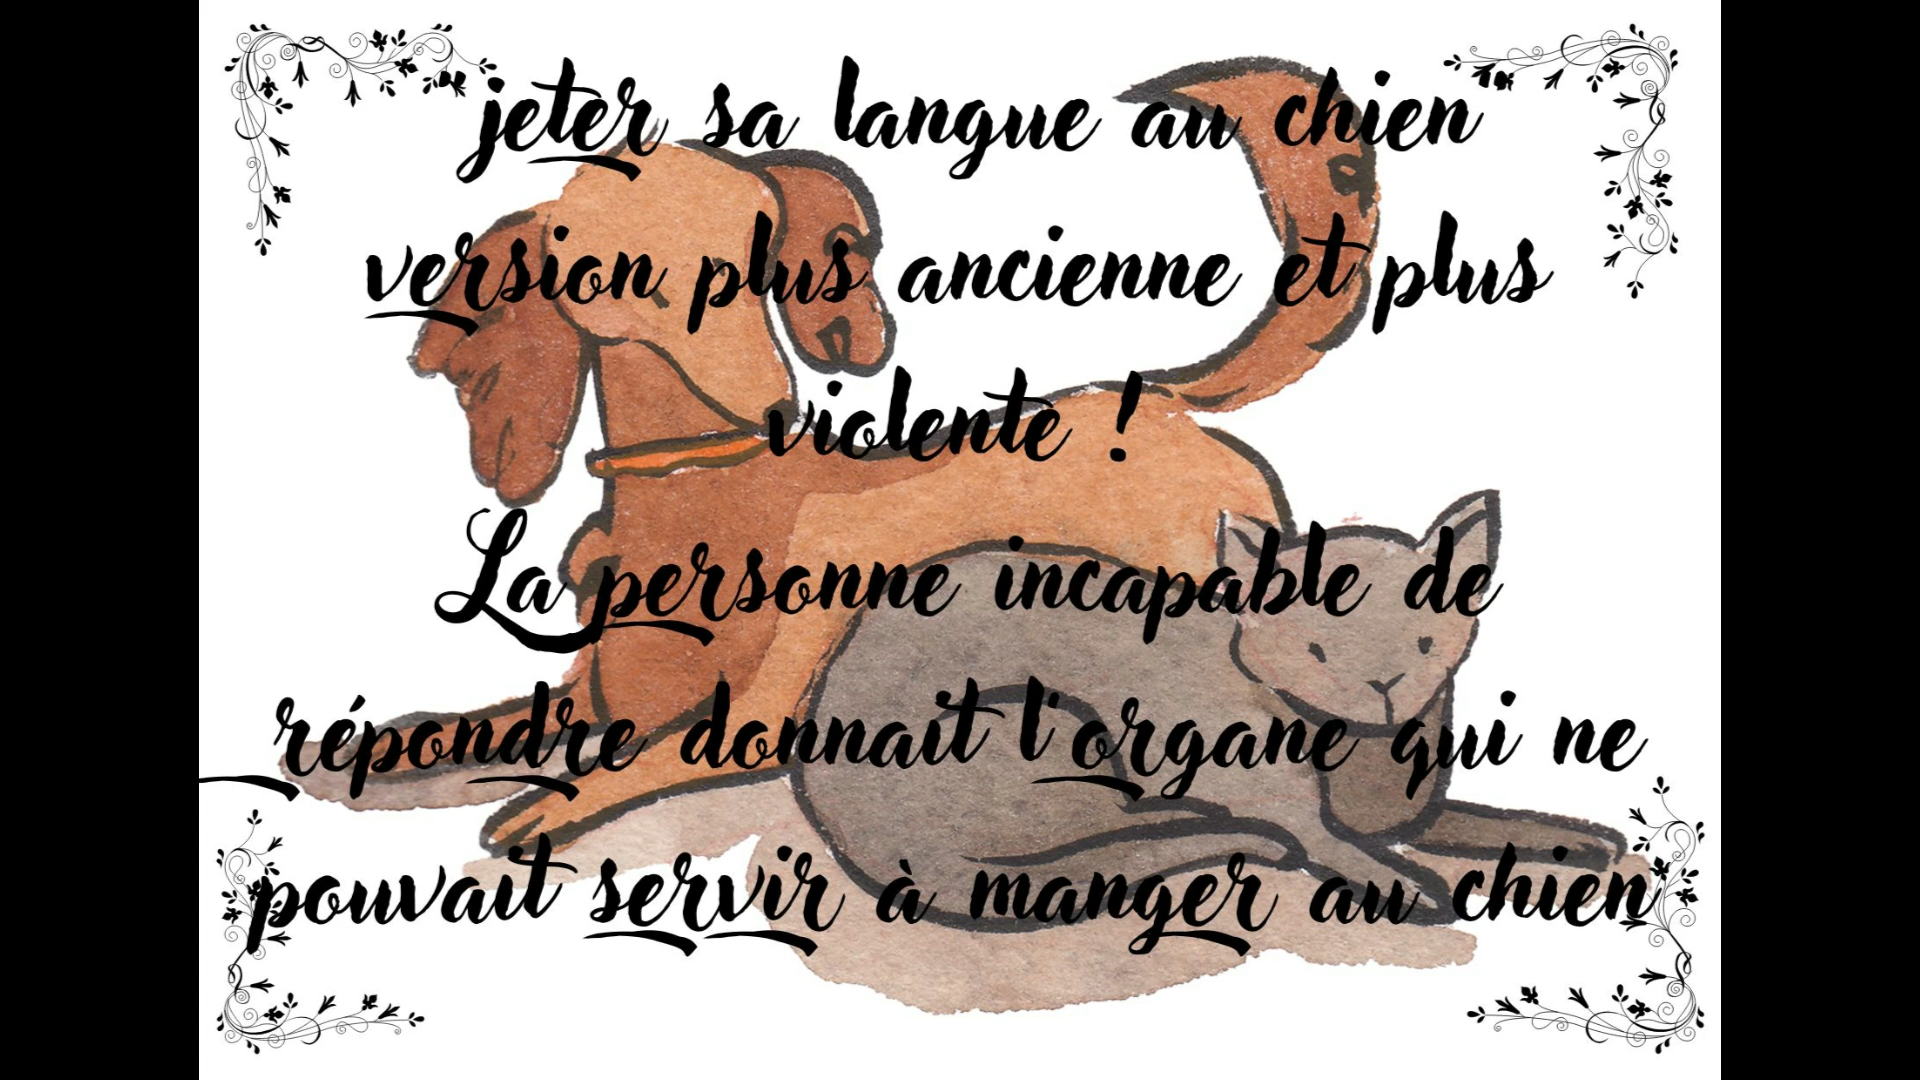 jeter sa langue au chien
version plus ancienne et plus
violente !
La personne incapable de
répondre donnait l'organe qui ne
pouvait servir à manger au chien